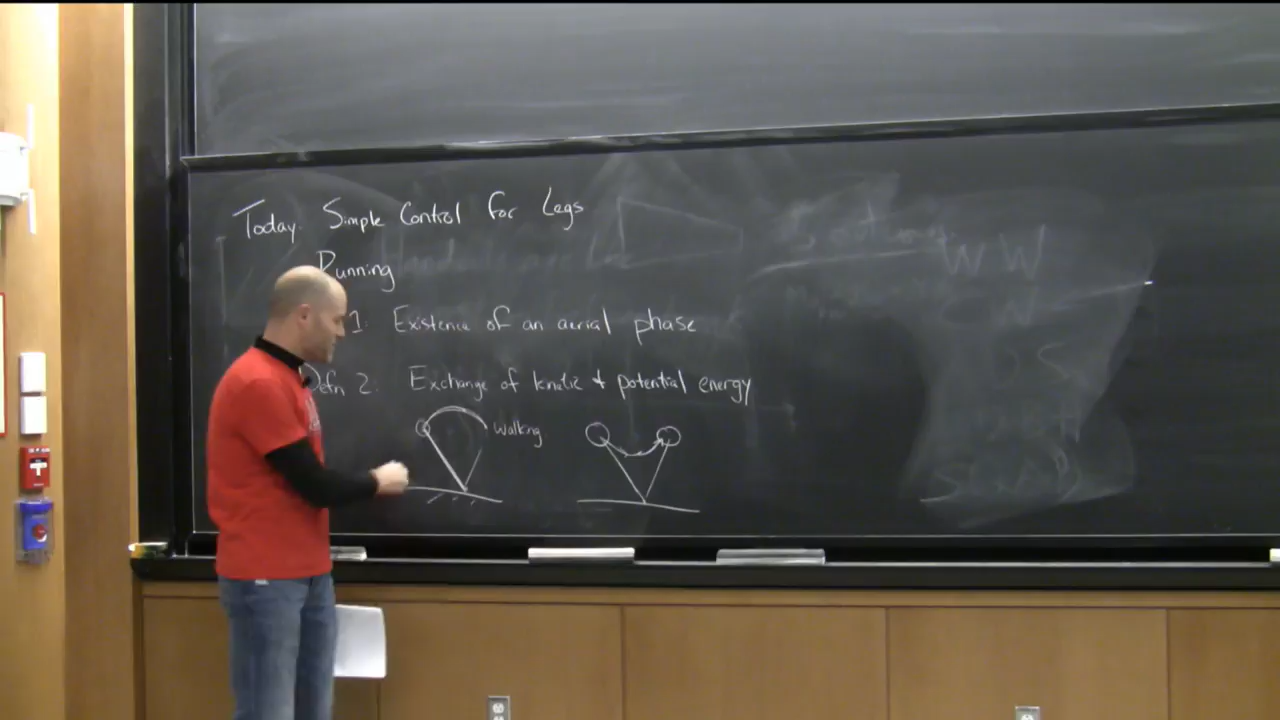 Today: Simple Control for Legs
Running
1. Existence of an aerial phase
Defn 2. Exchange of kinetic + potential energy
Walking